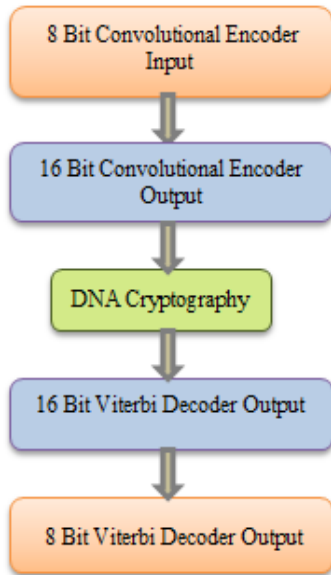 8 Bit Convolutional Encoder
Input
16 Bit Convolutional Encoder
Output
DNA Cryptography
16 Bit Viterbi Decoder Output
8 Bit Viterbi Decoder Output